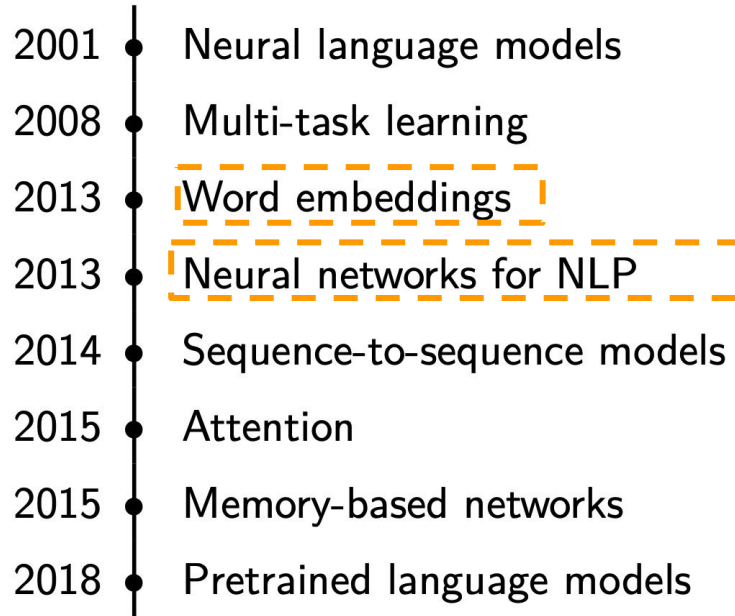 2001 Neural language models
2008 Multi-task learning
2013 Word embeddings
2013 Neural networks for NLP
2014 Sequence-to-sequence models
2015 Attention
2015 Memory-based networks
2018 Pretrained language models